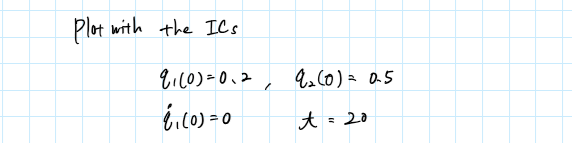 Plot with the ICs
q₁(0)=0.2 , q₂(0)= 0.5
q̇₁(0)=0 t = 20